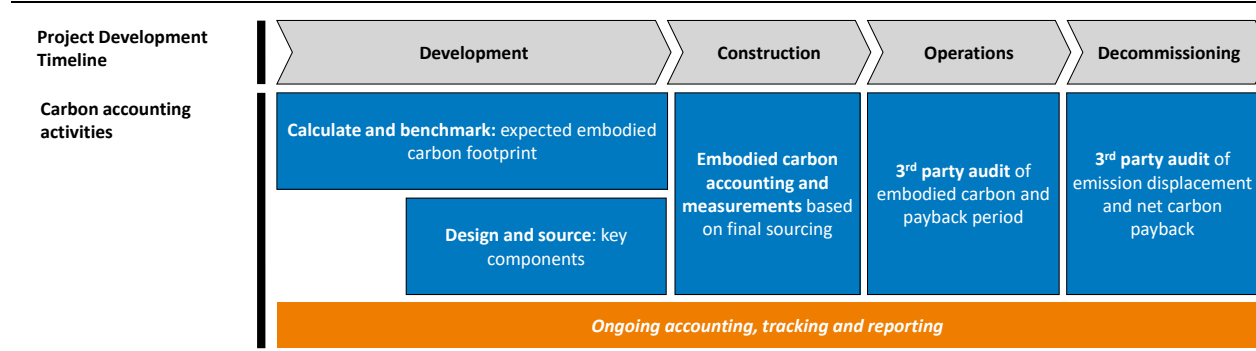 Project Development
Timeline
Development
Construction
Operations
Decommissioning
Carbon accounting
activities
Calculate and benchmark: expected embodied
carbon footprint
Design and source: key
components
Embodied carbon
accounting and
measurements based
on final sourcing
3rd party audit of
embodied carbon and
payback period
3rd party audit of
emission displacement
and net carbon
payback
Ongoing accounting, tracking and reporting